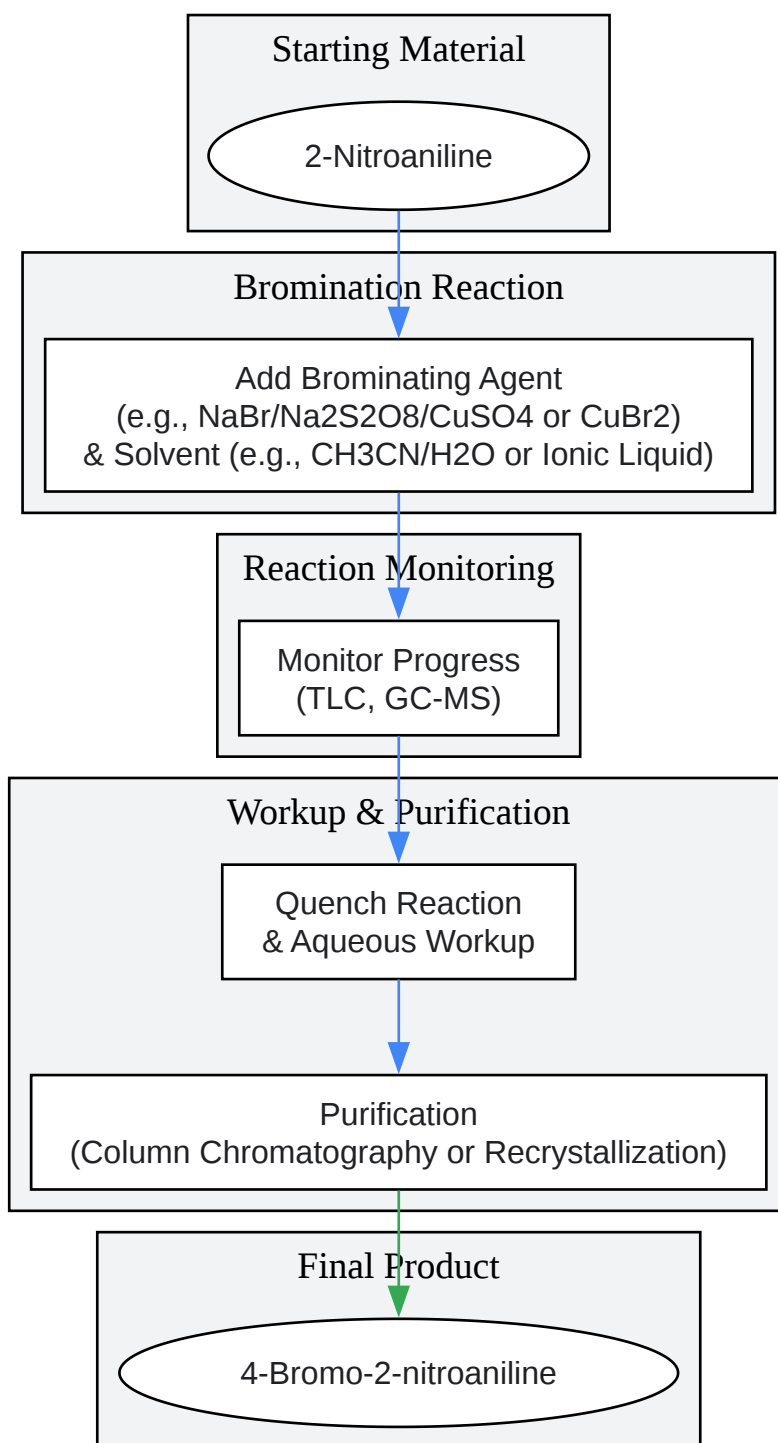 Starting Material
2-Nitroaniline
Bromination Reaction
Add Brominating Agent
(e.g., NaBr/Na2S2O8/CuSO4 or CuBr2)
& Solvent (e.g., CH3CN/H2O or Ionic Liquid)
Reaction Monitoring
Monitor Progress
(TLC, GC-MS)
Workup & Purification
Quench Reaction
& Aqueous Workup
Purification
(Column Chromatography or Recrystallization)
Final Product
4-Bromo-2-nitroaniline